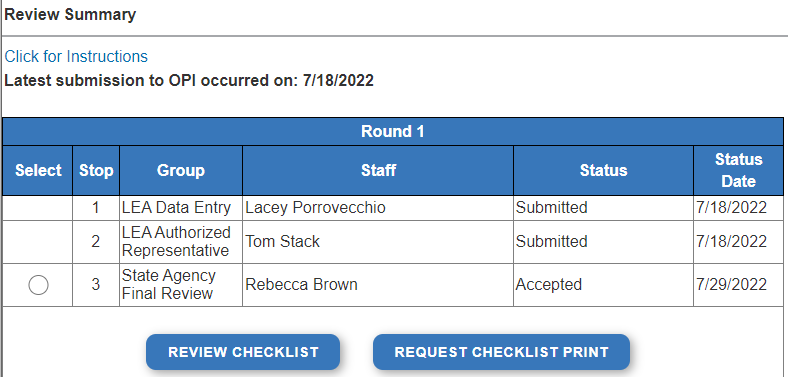 Review Summary
Click for Instructions
Latest submission to OPI occurred on: 7/18/2022
Round 1
Select Stop Group Staff Status Status Date
1 LEA Data Entry Lacey Porrovecchio Submitted 7/18/2022
2 LEA Authorized Representative Tom Stack Submitted 7/18/2022
3 State Agency Final Review Rebecca Brown Accepted 7/29/2022
REVIEW CHECKLIST REQUEST CHECKLIST PRINT